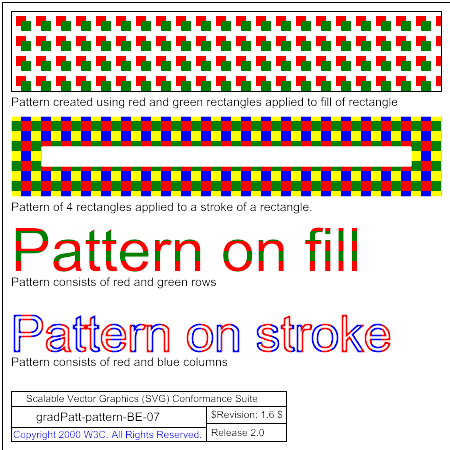 Pattern created using red and green rectangles applied to fill of rectangle
Pattern of 4 rectangles applied to a stroke of a rectangle.
Pattern on fill
Pattern consists of red and green rows
Pattern on stroke
Pattern consists of red and blue columns
Scalable Vector Graphics (SVG) Conformance Suite
gradPatt-pattern-BE-07
$Revision: 1.6 $
Copyright 2000 W3C. All Rights Reserved.
Release 2.0